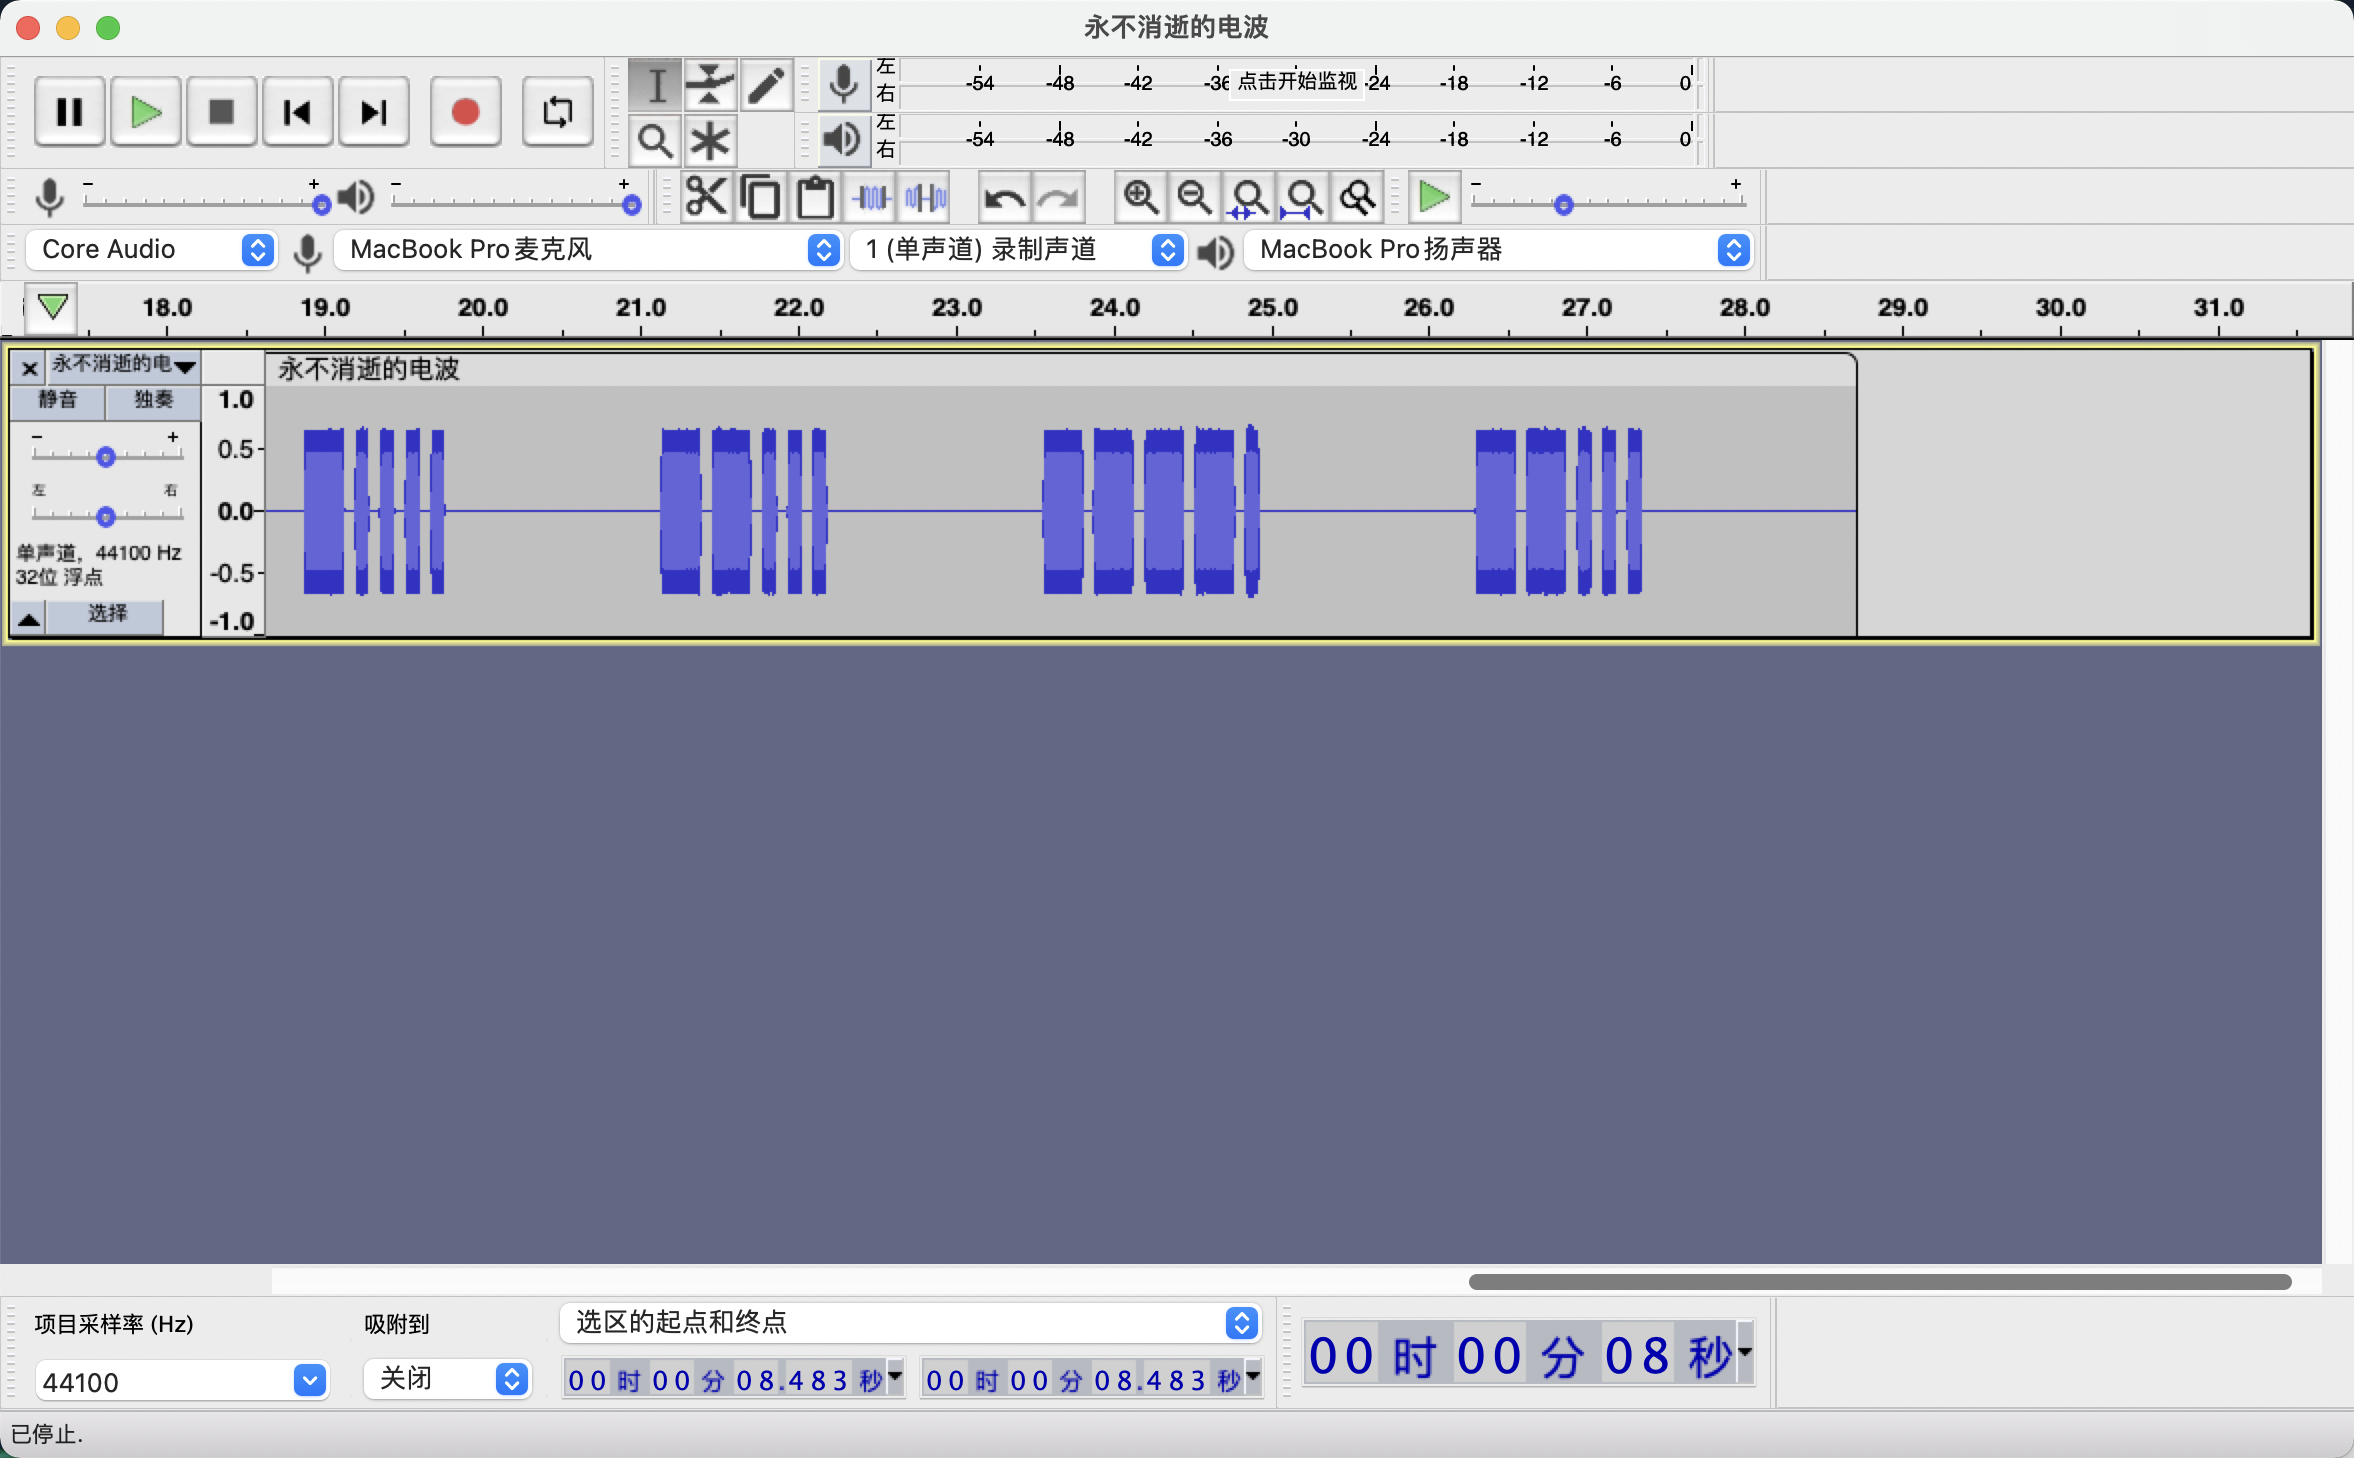 永不消逝的电波
左
右
-54 -48 -42 -36 点击开始监视 -24 -18 -12 -6 0
左
右
-54 -48 -42 -36 -30 -24 -18 -12 -6 0
- + - + - +
Core Audio MacBook Pro麦克风 1 (单声道) 录制声道 MacBook Pro扬声器
18.0 19.0 20.0 21.0 22.0 23.0 24.0 25.0 26.0 27.0 28.0 29.0 30.0 31.0
永不消逝的电 永不消逝的电波
静音 独奏
- +
左 右
单声道, 44100 Hz
32位 浮点
选择
1.0
0.5
0.0
-0.5
-1.0
项目采样率 (Hz) 吸附到 选区的起点和终点
44100 关闭 00 时 00 分 08.483 秒 00 时 00 分 08.483 秒 00 时 00 分 08 秒
已停止.